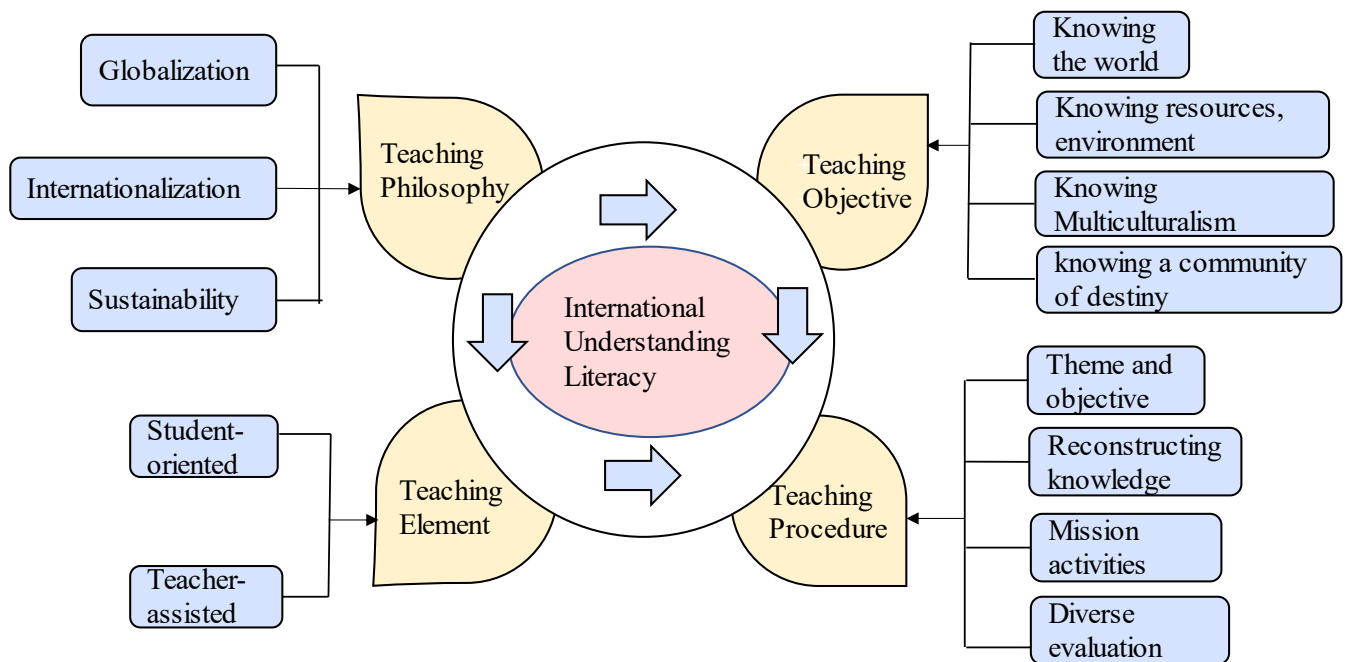 Globalization
Internationalization
Sustainability
Teaching
Philosophy
Teaching
Objective
Knowing
the world
Knowing resources,
environment
Knowing
Multiculturalism
knowing a community
of destiny
International
Understanding
Literacy
Student-
oriented
Teacher-
assisted
Teaching
Element
Teaching
Procedure
Theme and
objective
Reconstructing
knowledge
Mission
activities
Diverse
evaluation